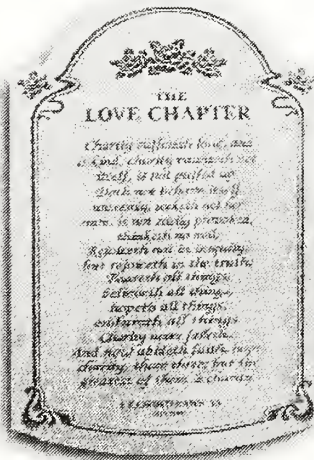 THE
LOVE CHAPTER
Charity suffereth long, and
is kind, charity vaunteth not
itself, is not puffed up
Doth not behave itself
unseemly, seeketh not her
own, is not easily provoked,
thinketh no evil,
Rejoiceth not in iniquity,
but rejoiceth in the truth;
Beareth all things,
believeth all things,
hopeth all things,
endureth all things
Charity never faileth
And now abideth faith, hope
charity, these three; but the
greatest of these is charity
CORINTHIANS 13